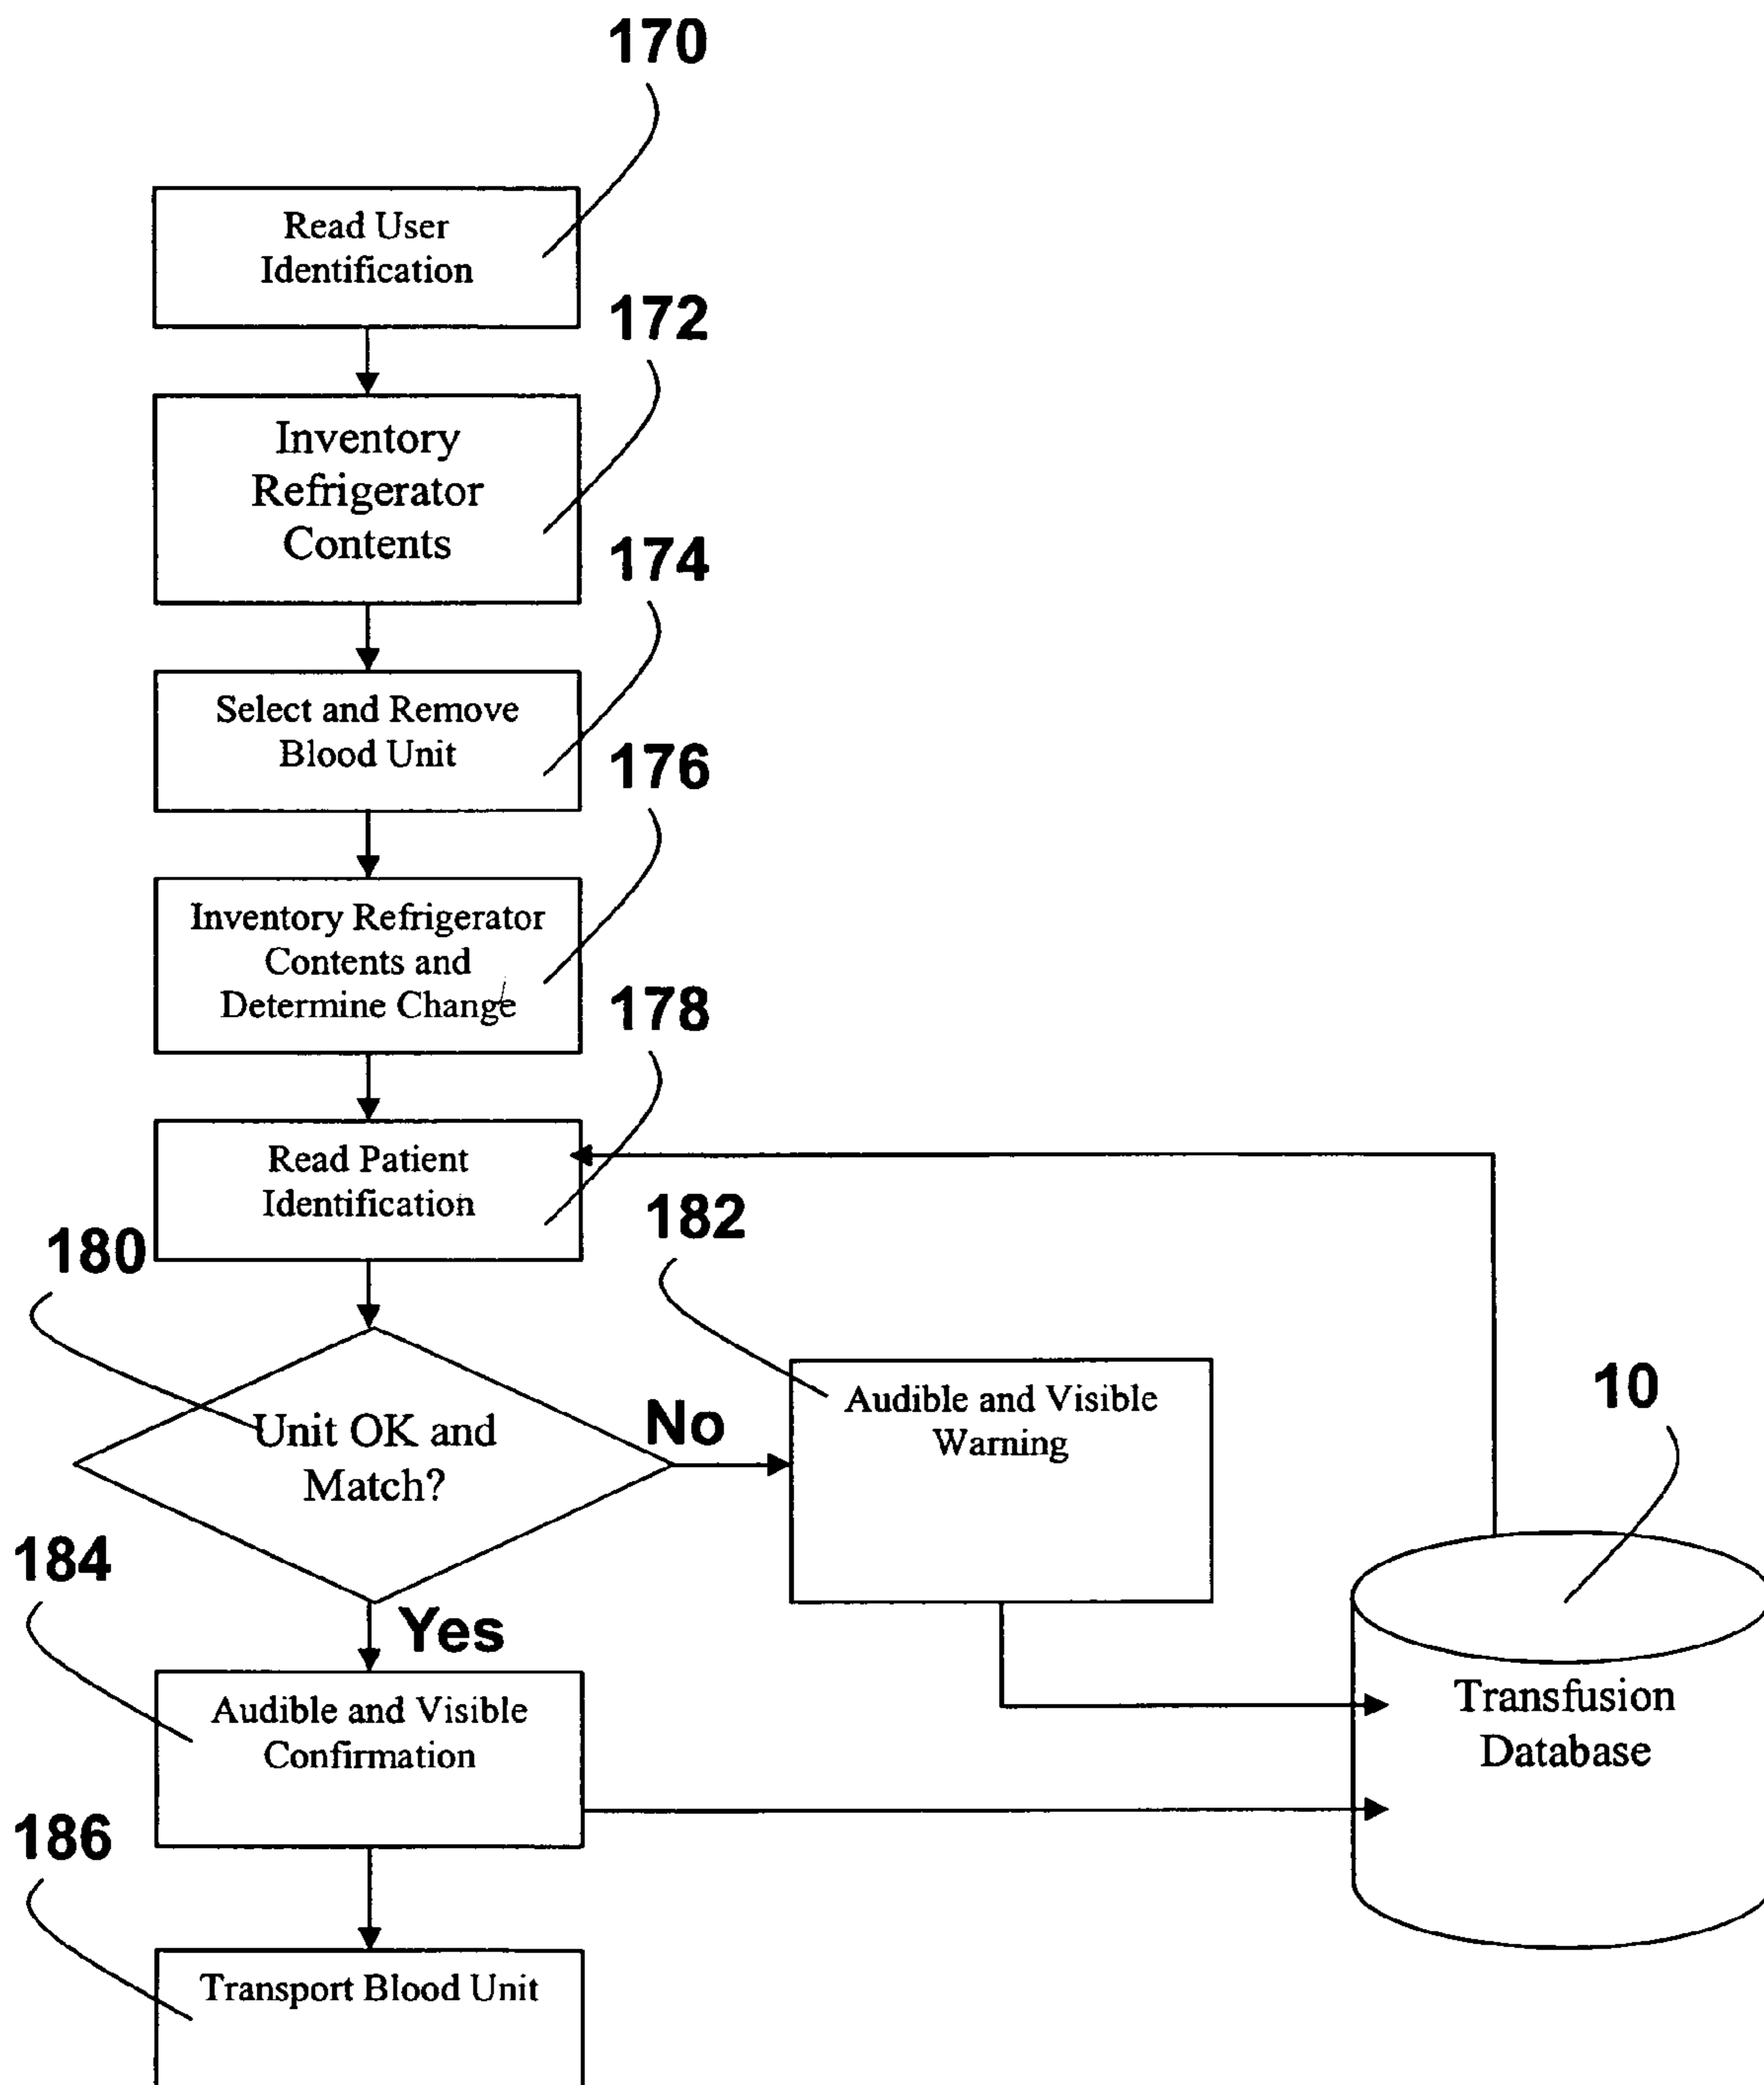 170
Read User
Identification
172
Inventory
Refrigerator
Contents
174
Select and Remove
Blood Unit
176
Inventory Refrigerator
Contents and
Determine Change
178
Read Patient
Identification
180
182
Unit OK and
Match?
No
Audible and Visible
Warning
10
184
Yes
Audible and Visible
Confirmation
Transfusion
Database
186
Transport Blood Unit